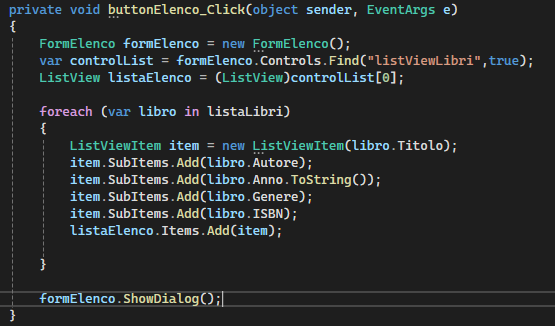 private void buttonElenco_Click(object sender, EventArgs e)
{
    FormElenco formElenco = new FormElenco();
    var controlList = formElenco.Controls.Find("listViewLibri",true);
    ListView listaElenco = (ListView)controlList[0];

    foreach (var libro in listaLibri)
    {
        ListViewItem item = new ListViewItem(libro.Titolo);
        item.SubItems.Add(libro.Autore);
        item.SubItems.Add(libro.Anno.ToString());
        item.SubItems.Add(libro.Genere);
        item.SubItems.Add(libro.ISBN);
        listaElenco.Items.Add(item);

    }

    formElenco.ShowDialog();
}